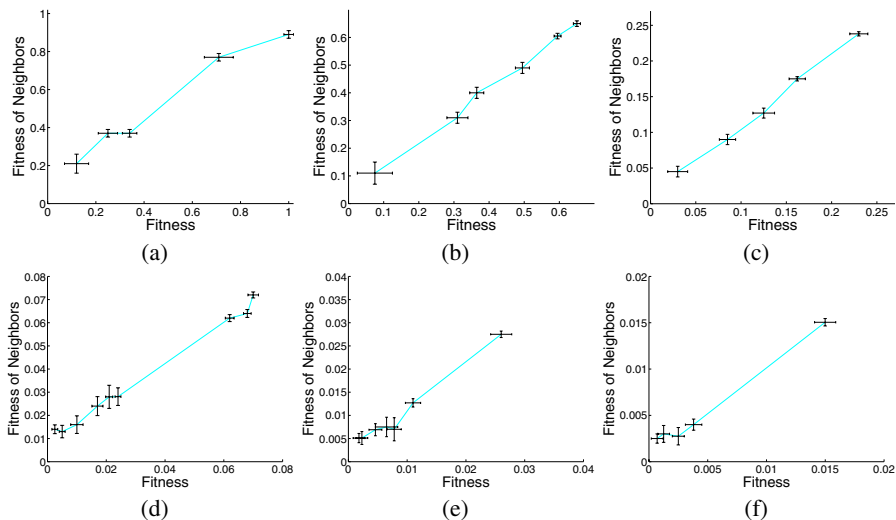 1
0.8
0.6
0.4
0.2
0
0.2 0.4 0.6 0.8 1
Fitness of Neighbors
Fitness
(a)
0.7
0.6
0.5
0.4
0.3
0.2
0.1
0
0 0.1 0.2 0.3 0.4 0.5 0.6
Fitness of Neighbors
Fitness
(b)
0.25
0.20
0.15
0.10
0.05
0
0 0.05 0.1 0.15 0.2 0.25
Fitness of Neighbors
Fitness
(c)
0.08
0.07
0.06
0.05
0.04
0.03
0.02
0.01
0
0 0.02 0.04 0.06 0.08
Fitness of Neighbors
Fitness
(d)
0.04
0.035
0.03
0.025
0.02
0.015
0.01
0.005
0
0 0.01 0.02 0.03 0.04
Fitness of Neighbors
Fitness
(e)
0.02
0.015
0.01
0.005
0
0 0.005 0.01 0.015 0.02
Fitness of Neighbors
Fitness
(f)